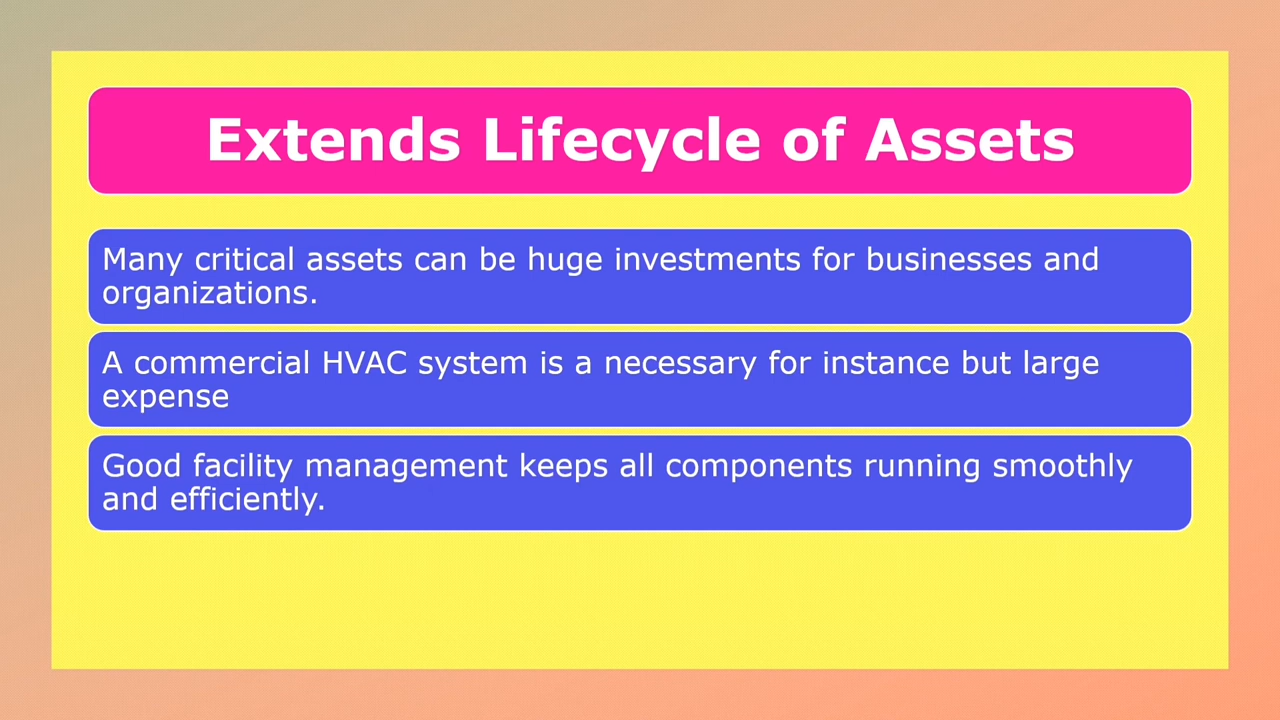 Extends Lifecycle of Assets
Many critical assets can be huge investments for businesses and
organizations.
A commercial HVAC system is a necessary for instance but large
expense
Good facility management keeps all components running smoothly
and efficiently.